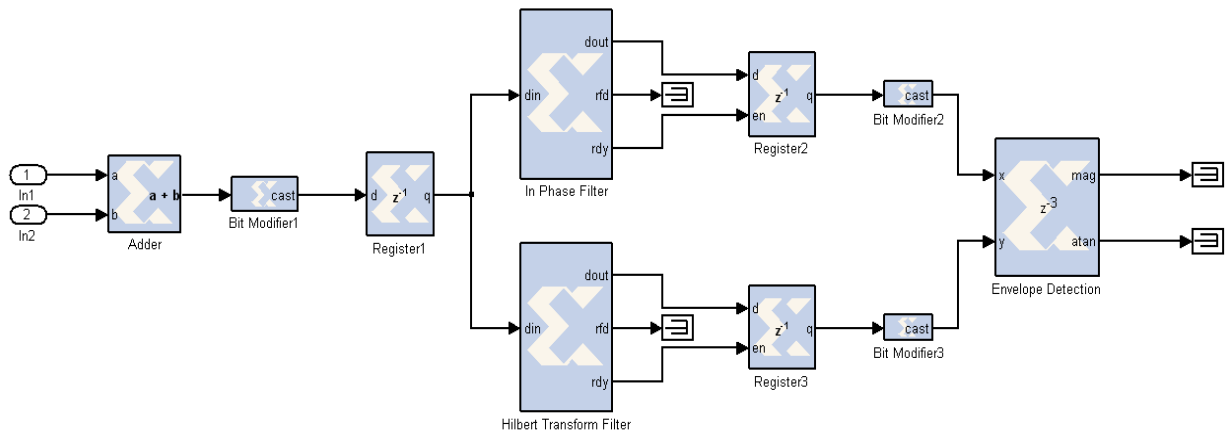 1
In1
2
In2
a
b
a + b
Adder
cast
Bit Modifier1
d
z-1
q
Register1
din
dout
rfd
rdy
In Phase Filter
d
en
z-1
q
Register2
cast
Bit Modifier2
din
dout
rfd
rdy
Hilbert Transform Filter
d
en
z-1
q
Register3
cast
Bit Modifier3
x
y
z-3
mag
atan
Envelope Detection